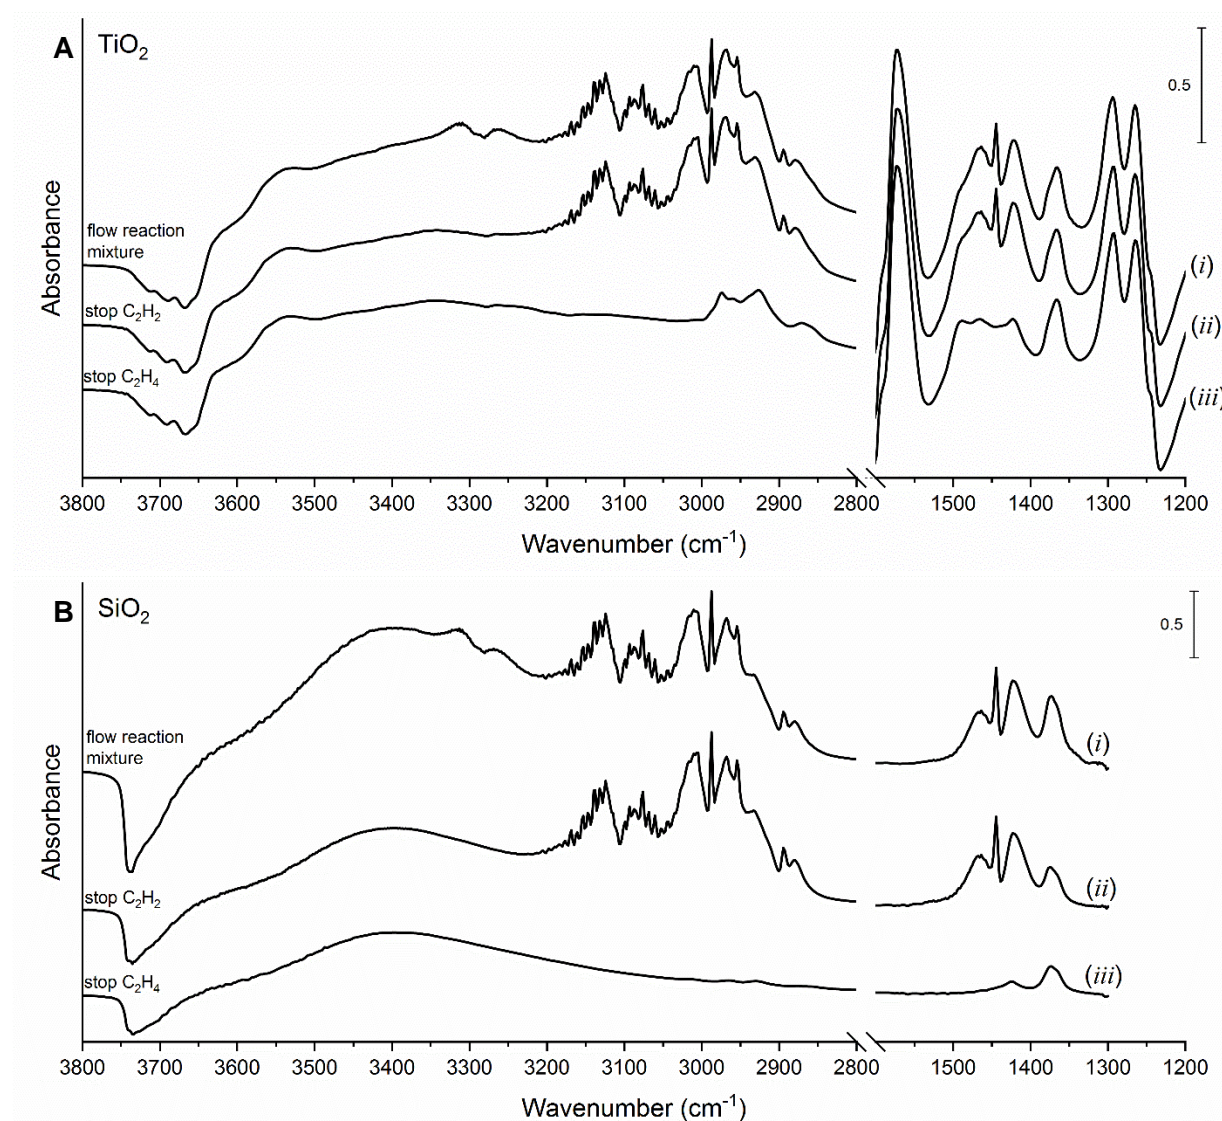 A TiO2
0.5
flow reaction
mixture
(i)
stop C2H2
(ii)
stop C2H4
(iii)
Absorbance
3800 3700 3600 3500 3400 3300 3200 3100 3000 2900 2800 1500 1400 1300 1200
Wavenumber (cm-1)
B SiO2
0.5
flow reaction
mixture
(i)
stop C2H2
(ii)
stop C2H4
(iii)
Absorbance
3800 3700 3600 3500 3400 3300 3200 3100 3000 2900 2800 1500 1400 1300 1200
Wavenumber (cm-1)